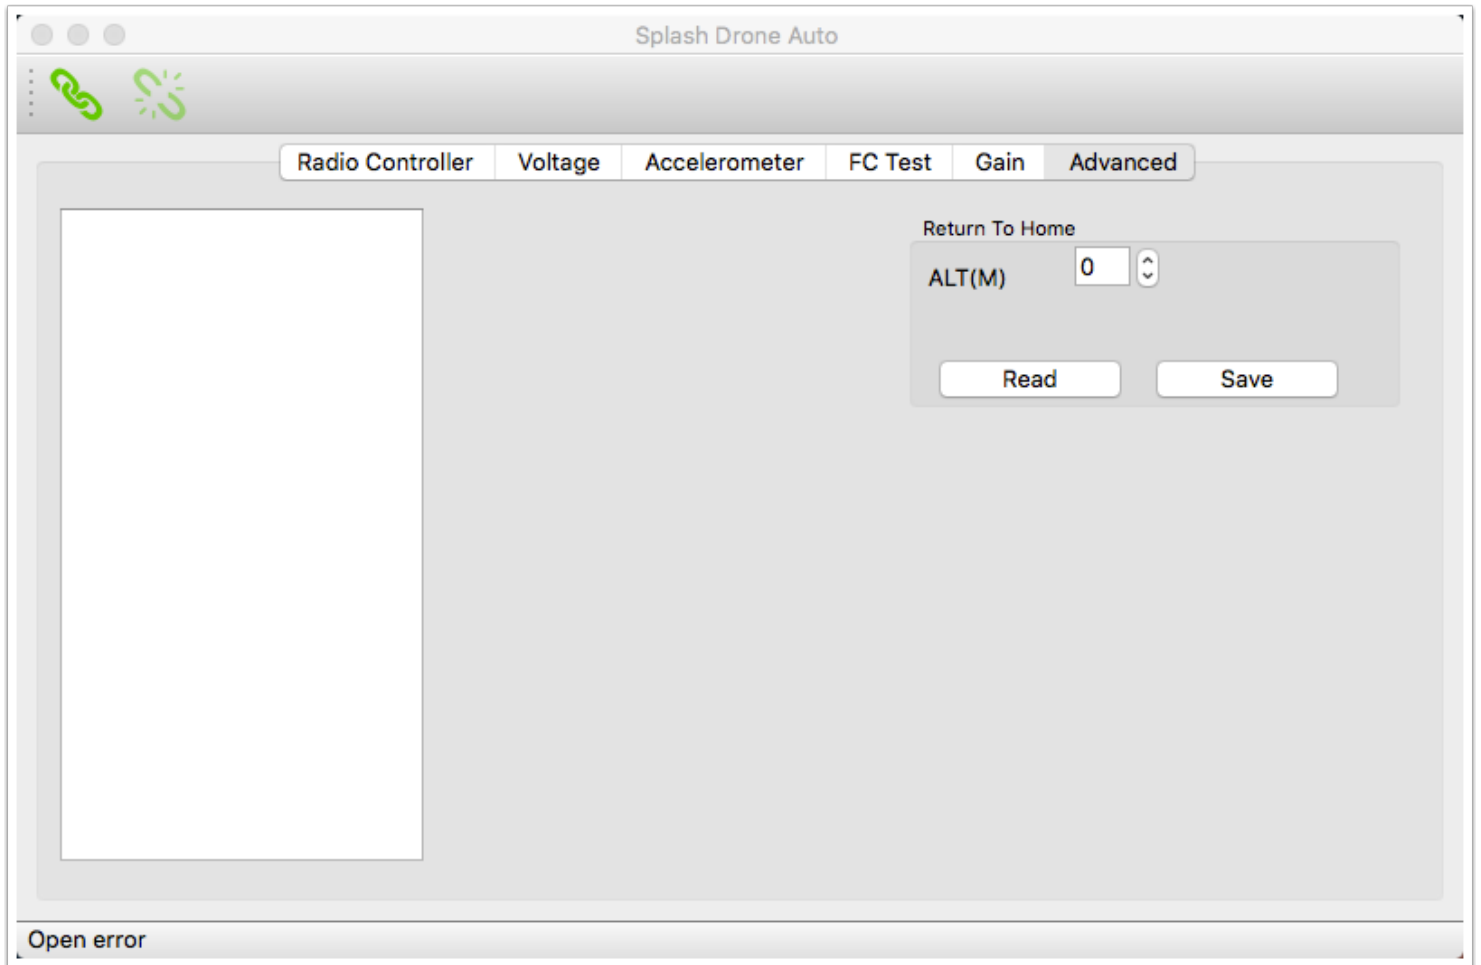 Splash Drone Auto
Radio Controller Voltage Accelerometer FC Test Gain Advanced
Return To Home
ALT(M) 0
Read Save
Open error